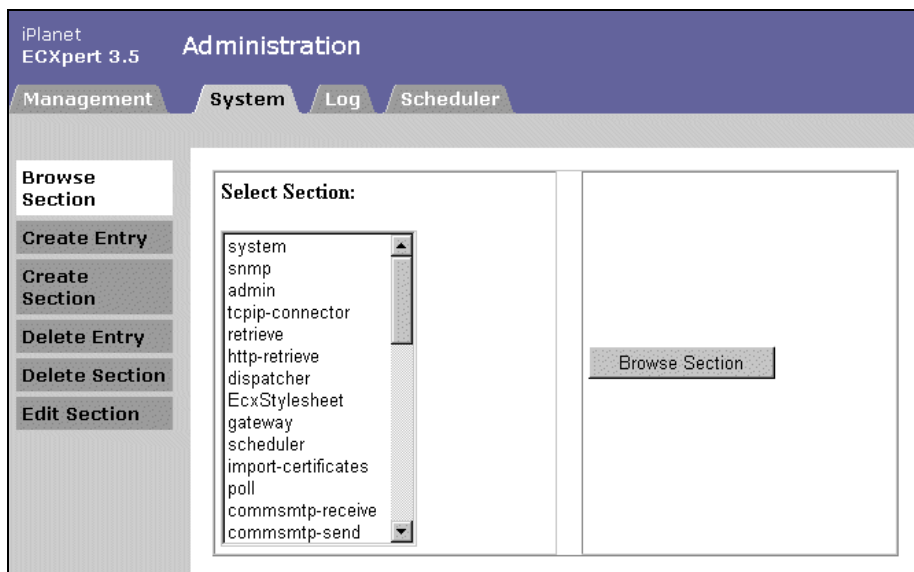 iPlanet
ECXpert 3.5
Administration
Management
System
Log
Scheduler
Browse
Section
Create Entry
Create
Section
Delete Entry
Delete Section
Edit Section
Select Section:
system
snmp
admin
tcpip-connector
retrieve
http-retrieve
dispatcher
EcxStylesheet
gateway
scheduler
import-certificates
poll
commsmtp-receive
commsmtp-send
Browse Section